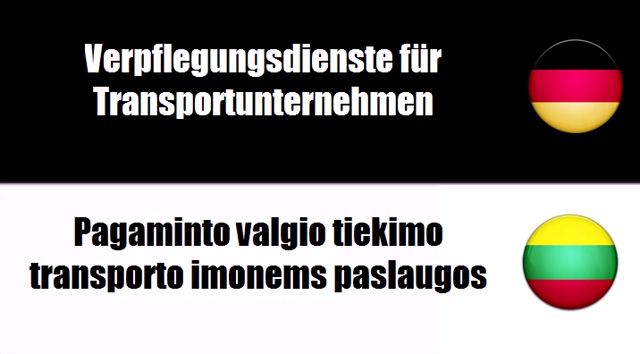 Verpflegungsdienste für
Transportunternehmen
Pagaminto valgio tiekimo
transporto imonems paslaugos